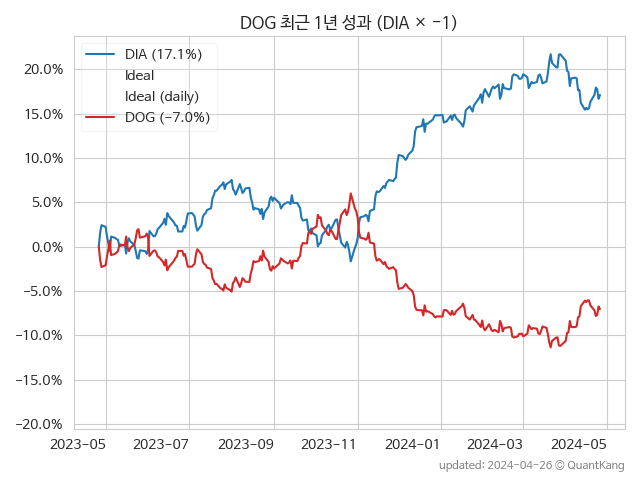 DOG 최근 1년 성과 (DIA × −1)
DIA (17.1%)
Ideal
Ideal (daily)
DOG (−7.0%)
20.0%
15.0%
10.0%
5.0%
0.0%
−5.0%
−10.0%
−15.0%
−20.0%
2023−05 2023−07 2023−09 2023−11 2024−01 2024−03 2024−05
updated: 2024-04-26 © QuantKang